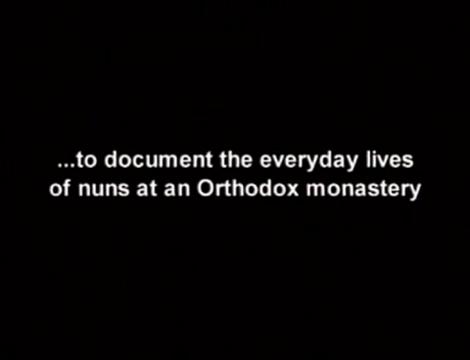 ...to document the everyday lives
of nuns at an Orthodox monastery